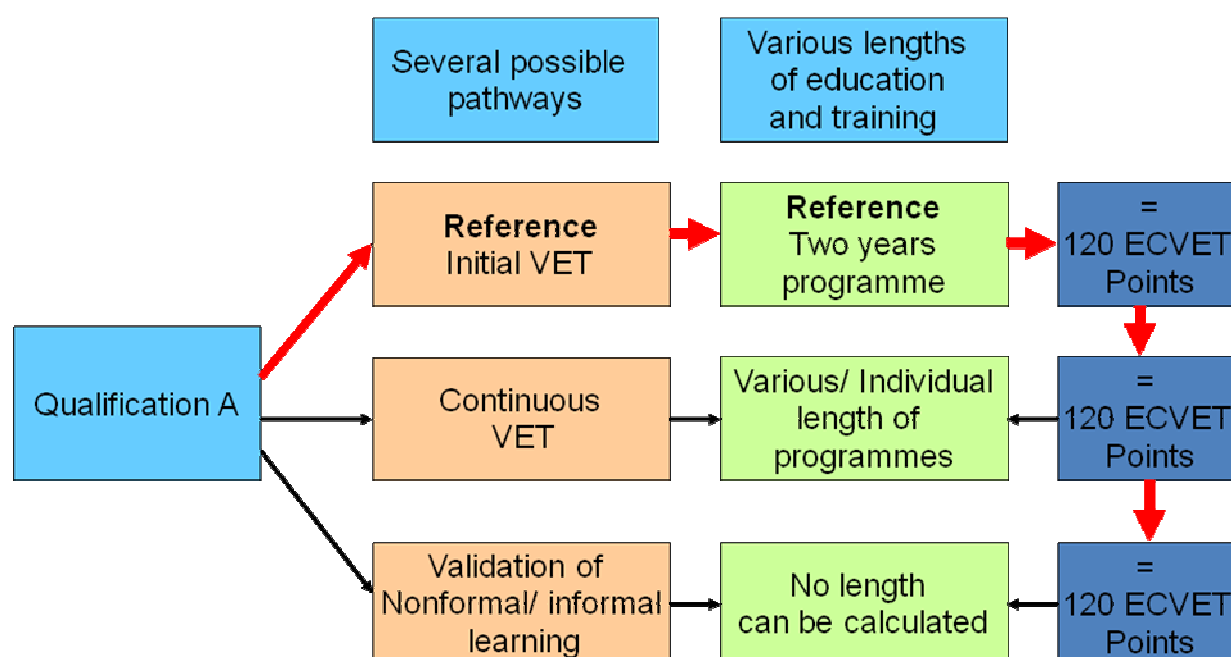 Several possible
pathways
Various lengths
of education
and training
Reference
Initial VET
Reference
Two years
programme
=
120 ECVET
Points
Qualification A
Continuous
VET
Various/ Individual
length of
programmes
=
120 ECVET
Points
Validation of
Nonformal/ informal
learning
No length
can be calculated
=
120 ECVET
Points